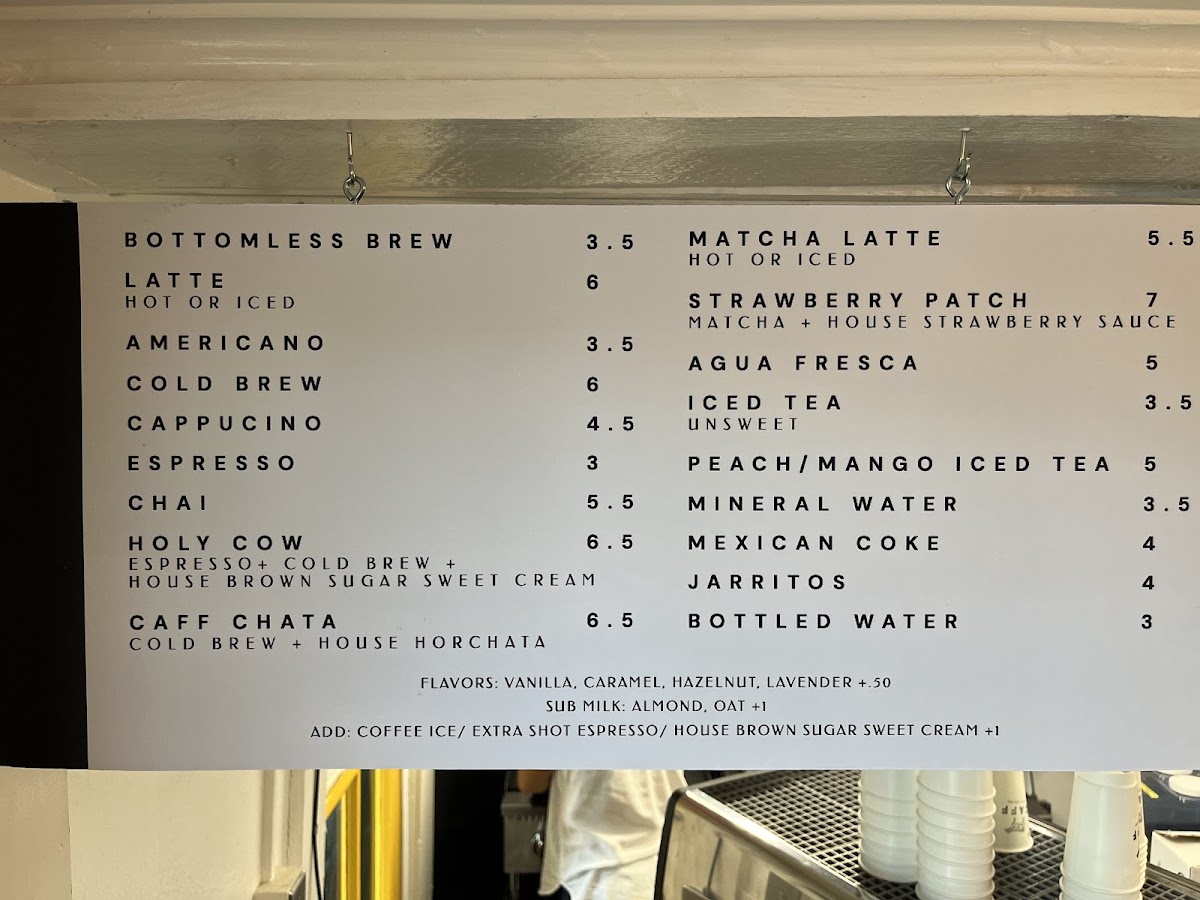 BOTTOMLESS BREW 3.5
LATTE 6
HOT OR ICED
AMERICANO 3.5
COLD BREW 6
CAPPUCINO 4.5
ESPRESSO 3
CHAI 5.5
HOLY COW 6.5
ESPRESSO+ COLD BREW +
HOUSE BROWN SUGAR SWEET CREAM
CAFF CHATA 6.5
COLD BREW + HOUSE HORCHATA
MATCHA LATTE 5.5
HOT OR ICED
STRAWBERRY PATCH 7
MATCHA + HOUSE STRAWBERRY SAUCE
AGUA FRESCA 5
ICED TEA 3.5
UNSWEET
PEACH/MANGO ICED TEA 5
MINERAL WATER 3.5
MEXICAN COKE 4
JARRITOS 4
BOTTLED WATER 3
FLAVORS: VANILLA, CARAMEL, HAZELNUT, LAVENDER +.50
SUB MILK: ALMOND, OAT +1
ADD: COFFEE ICE/ EXTRA SHOT ESPRESSO/ HOUSE BROWN SUGAR SWEET CREAM +1